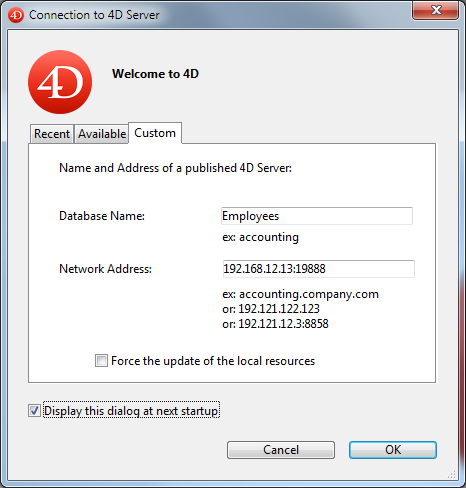 Connection to 4D Server
4D
Welcome to 4D
Recent Available Custom
Name and Address of a published 4D Server:
Database Name: Employees
ex: accounting
Network Address: 192.168.12.13:19888
ex: accounting.company.com
or: 192.121.122.123
or: 192.121.12.3:8858
Force the update of the local resources
Display this dialog at next startup
Cancel OK